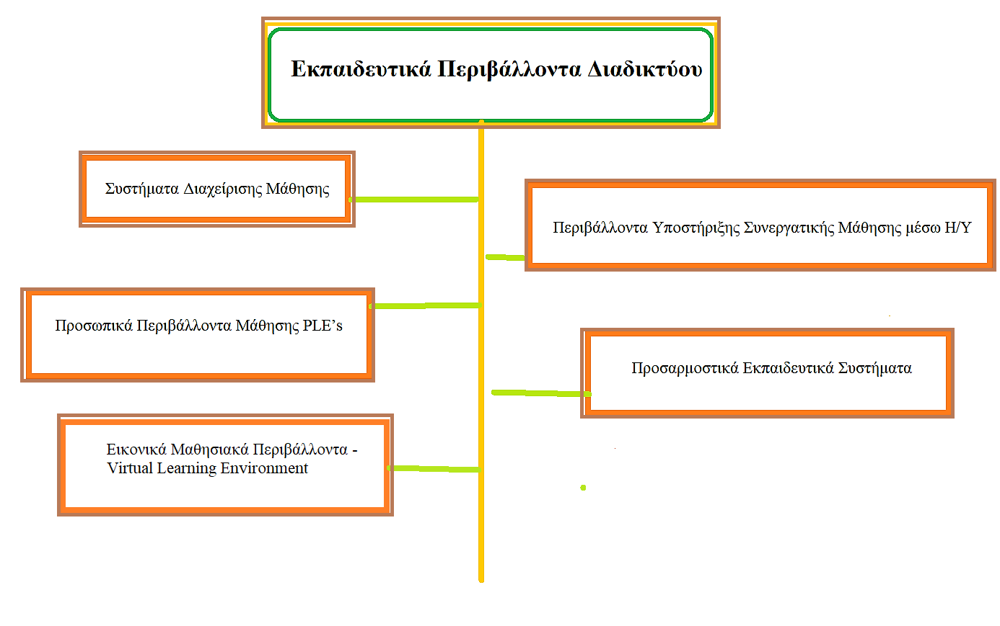 Εκπαιδευτικά Περιβάλλοντα Διαδικτύου
Συστήματα Διαχείρισης Μάθησης
Περιβάλλοντα Υποστήριξης Συνεργατικής Μάθησης μέσω Η/Υ
Προσωπικά Περιβάλλοντα Μάθησης PLE’s
Προσαρμοστικά Εκπαιδευτικά Συστήματα
Εικονικά Μαθησιακά Περιβάλλοντα -
Virtual Learning Environment